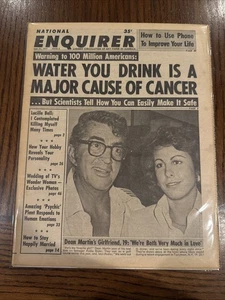 NATIONAL
ENQUIRER
35¢
How to Use Phone
To Improve Your Life
Warning to 100 Million Americans:
WATER YOU DRINK IS A
MAJOR CAUSE OF CANCER
...But Scientists Tell How You Can Easily Make It Safe
Lucille Ball:
I Contemplated
Killing Myself
Many Times
How Your Hobby
Reveals Your
Personality
Wedding of TV's
Wonder Woman —
Exclusive Photos
Amazing 'Psychic'
Plant Responds to
Human Emotions
How to Stay
Happily Married
Dean Martin's Girlfriend, 19; 'We're Both Very Much in Love'